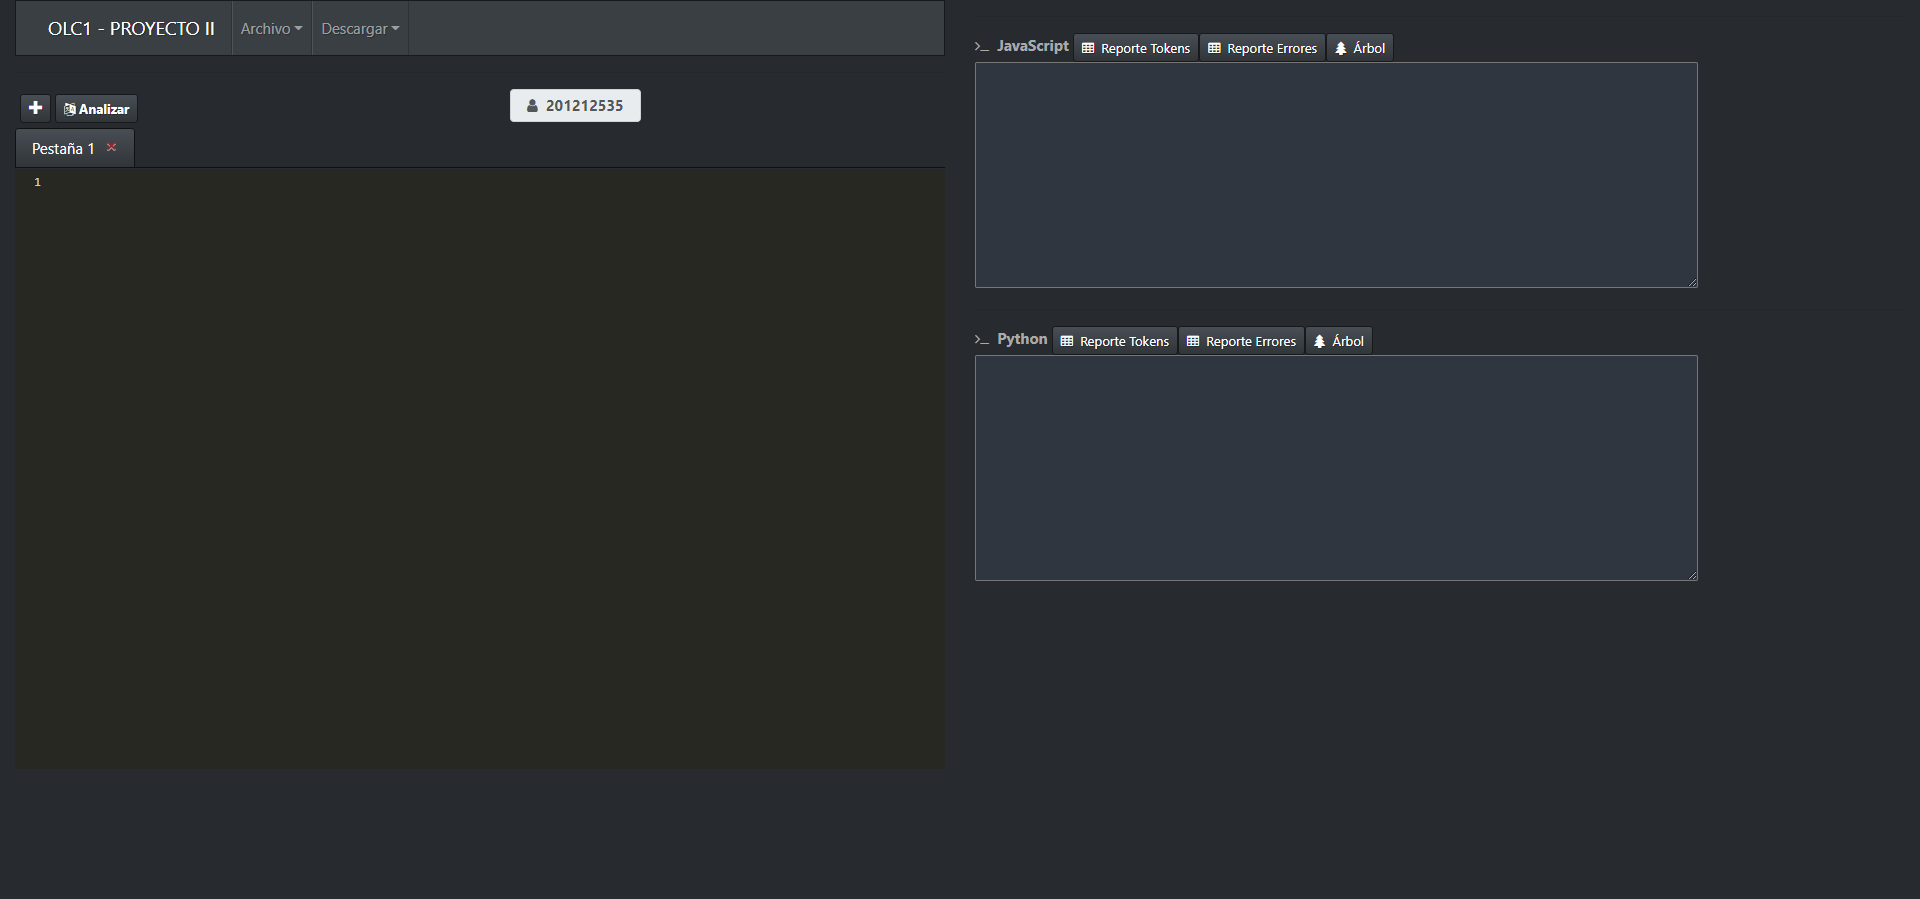 OLC1 - PROYECTO II Archivo Descargar
Analizar 201212535
Pestaña 1
1
JavaScript Reporte Tokens Reporte Errores Árbol
Python Reporte Tokens Reporte Errores Árbol